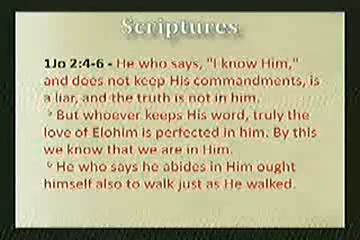 Scriptures
1Jo 2:4-6 - He who says, "I know Him,"
and does not keep His commandments, is
a liar, and the truth is not in him.
5 But whoever keeps His word, truly the
love of Elohim is perfected in him. By this
we know that we are in Him.
6 He who says he abides in Him ought
himself also to walk just as He walked.